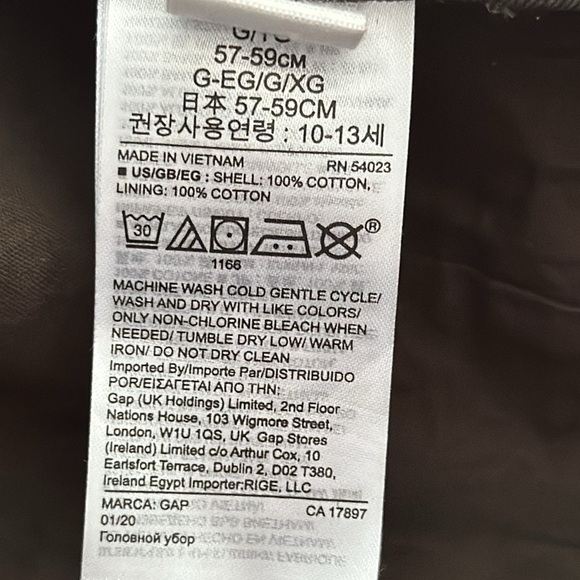 57-59CM
G-EG/G/XG
日本 57-59CM
권장사용연령 : 10-13세
MADE IN VIETNAM RN 54023
■ US/GB/EG : SHELL: 100% COTTON,
LINING: 100% COTTON
30 ®
1166
MACHINE WASH COLD GENTLE CYCLE/
WASH AND DRY WITH LIKE COLORS/
ONLY NON-CHLORINE BLEACH WHEN
NEEDED/ TUMBLE DRY LOW/ WARM
IRON/ DO NOT DRY CLEAN
Imported By/Importe Par/DISTRIBUIDO
POR/ΕΙΣΑΓΕΤΑΙ ΑΠΟ ΤΗΝ:
Gap (UK Holdings) Limited, 2nd Floor
Nations House, 103 Wigmore Street,
London, W1U 1QS, UK Gap Stores
(Ireland) Limited c/o Arthur Cox, 10
Earlsfort Terrace, Dublin 2, D02 T380,
Ireland Egypt Importer:RIGE, LLC
MARCA: GAP CA 17897
01/20
Головной убор